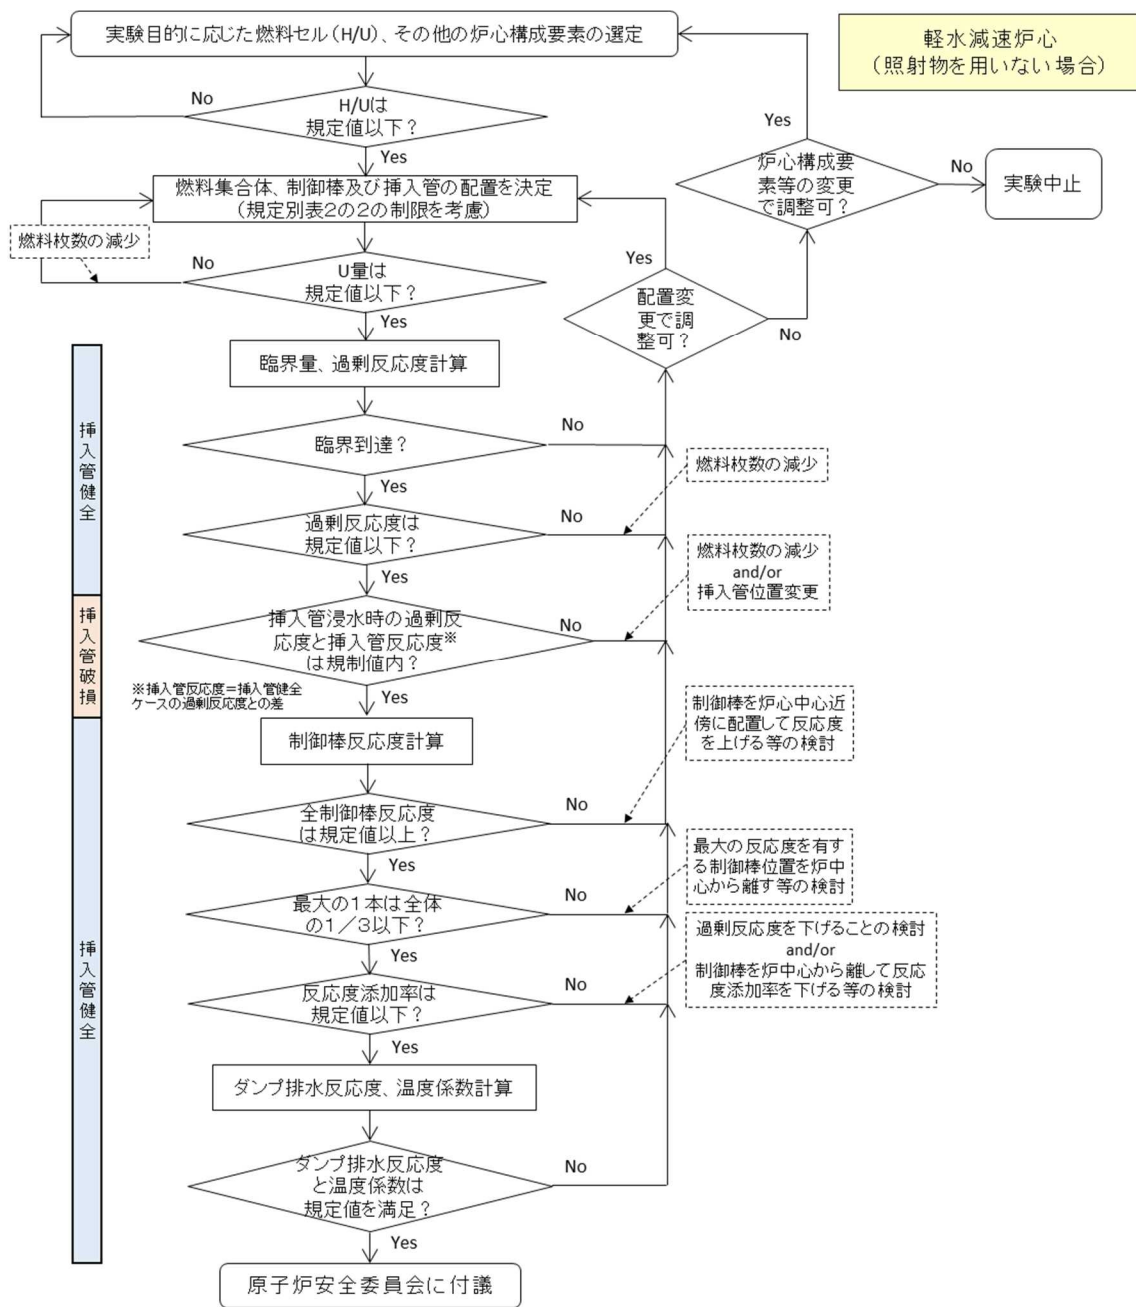 実験目的に応じた燃料セル（H/U）、その他の炉心構成要素の選定
軽水減速炉心
（照射物を用いない場合）
No
H/Uは
規定値以下？
Yes
Yes
炉心構成要
素等の変更
で調整可？
No
実験中止
燃料集合体、制御棒及び挿入管の配置を決定
（規定別表2の2の制限を考慮）
燃料枚数の減少
No
U量は
規定値以下？
Yes
Yes
配置変
更で調
整可？
No
挿入管健全
臨界量、過剰反応度計算
臨界到達？
No
Yes
燃料枚数の減少
過剰反応度は
規定値以下？
No
Yes
燃料枚数の減少
and/or
挿入管位置変更
挿入管破損
挿入管浸水時の過剰反
応度と挿入管反応度※
は規制値内？
No
※挿入管反応度＝挿入管健全
ケースの過剰反応度との差
Yes
挿入管健全
制御棒反応度計算
制御棒を炉心中心近
傍に配置して反応度
を上げる等の検討
全制御棒反応度
は規定値以上？
No
Yes
最大の反応度を有す
る制御棒位置を炉中
心から離す等の検討
最大の1本は全体
の1／3以下？
No
Yes
過剰反応度を下げることの検討
and/or
制御棒を炉中心から離して反応
度添加率を下げる等の検討
反応度添加率は
規定値以下？
No
Yes
ダンプ排水反応度、温度係数計算
ダンプ排水反応度
と温度係数は
規定値を満足？
No
Yes
原子炉安全委員会に付議